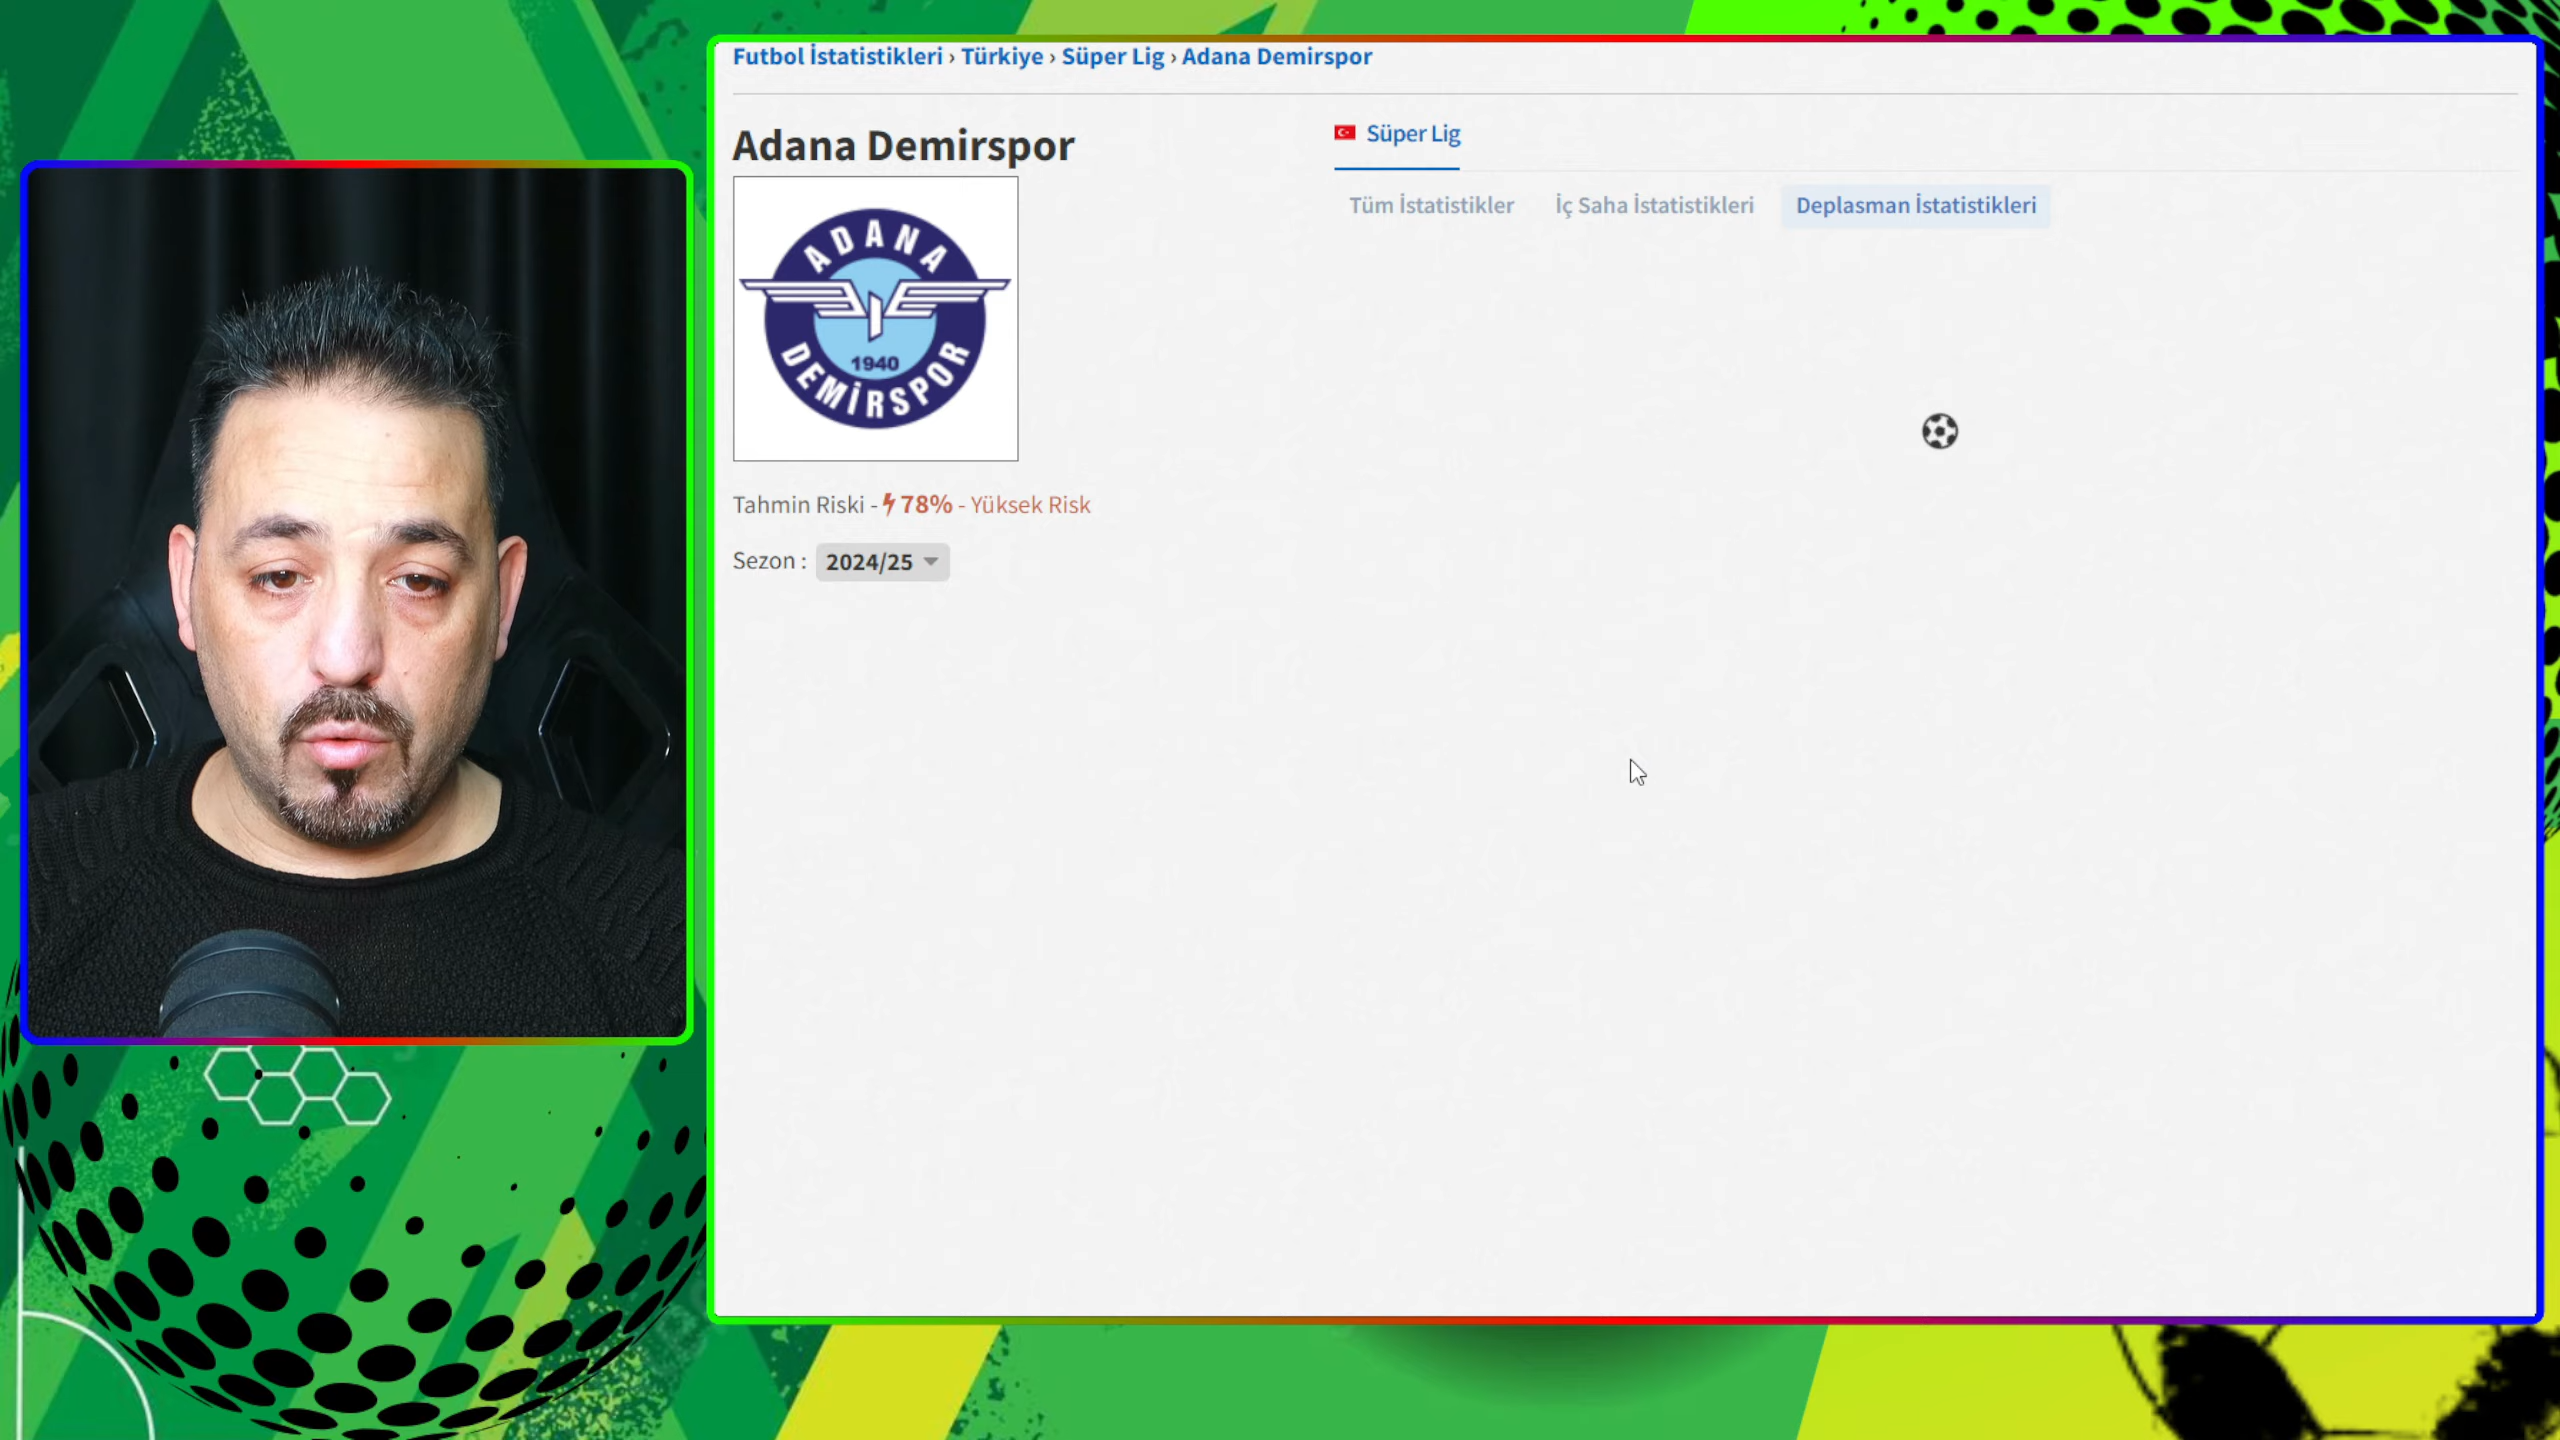 Futbol İstatistikleri › Türkiye › Süper Lig › Adana Demirspor
Adana Demirspor
Süper Lig
Tüm İstatistikler
İç Saha İstatistikleri
Deplasman İstatistikleri
ADANA
1940
DEMİRSPOR
Tahmin Riski - 78% - Yüksek Risk
Sezon : 2024/25